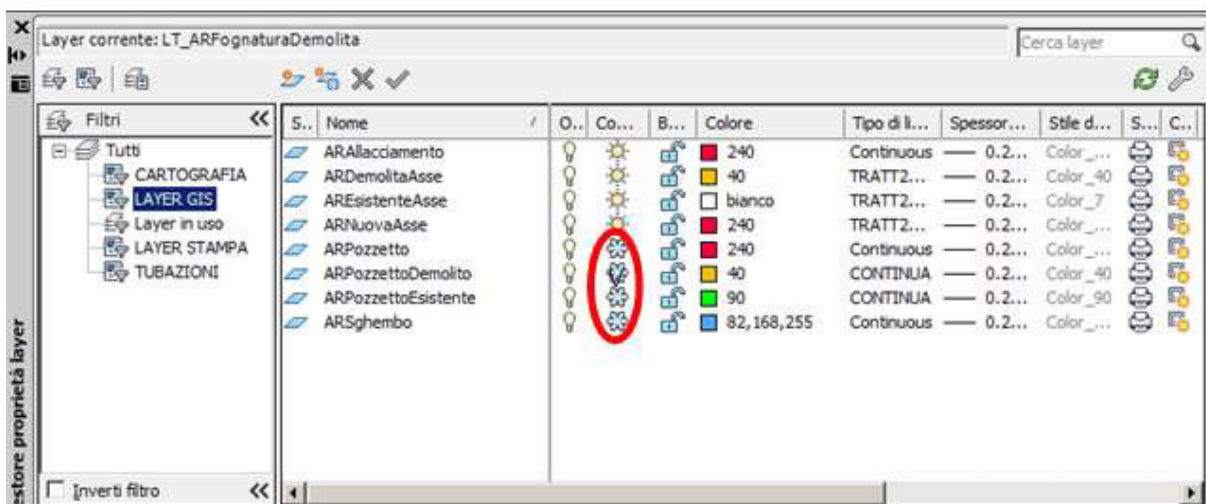 Layer corrente: LT_ARFognaturaDemolita
Cerca layer
Filtri
S.. Nome O.. Co... B... Colore Tipo di li... Spessor... Stile d... S... C..
Tutti
CARTOGRAFIA
LAYER GIS
Layer in uso
LAYER STAMPA
TUBAZIONI
ARAllacciamento 240 Continuous 0.2... Color_...
ARDemolitaAsse 40 TRATT2... 0.2... Color_40
AREsistenteAsse bianco TRATT2... 0.2... Color_7
ARNuovaAsse 240 TRATT2... 0.2... Color_...
ARPozzetto 240 Continuous 0.2... Color_...
ARPozzettoDemolito 40 CONTINUA 0.2... Color_40
ARPozzettoEsistente 90 CONTINUA 0.2... Color_90
ARSghembo 82,168,255 Continuous 0.2... Color_...
Inverti filtro
estore proprietà layer